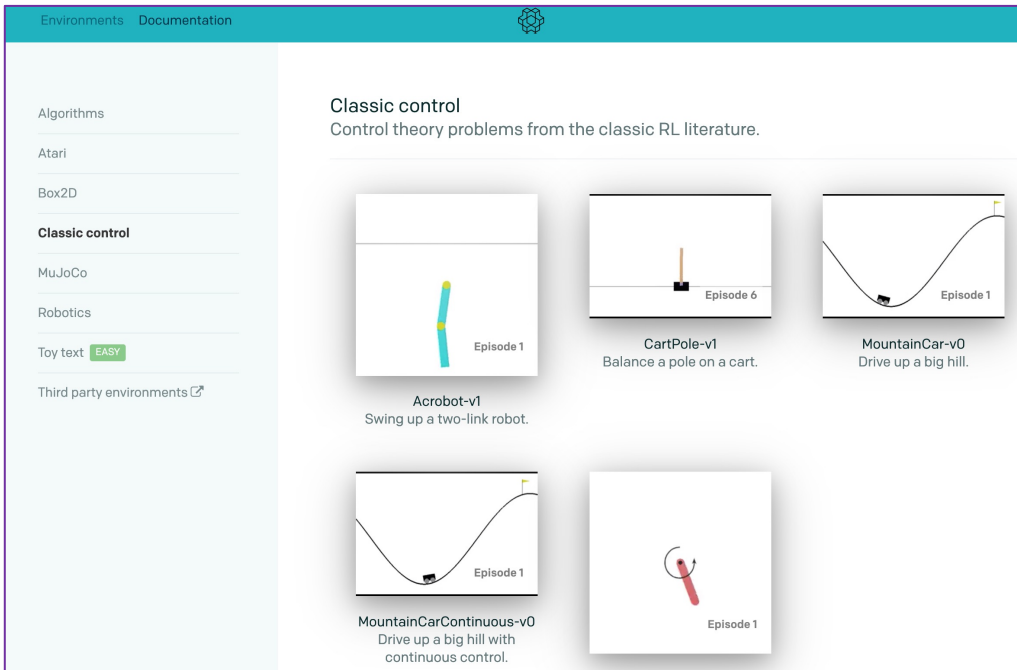 Environments Documentation
Algorithms
Atari
Box2D
Classic control
MuJoCo
Robotics
Toy text EASY
Third party environments
Classic control
Control theory problems from the classic RL literature.
Episode 1
Acrobot-v1
Swing up a two-link robot.
Episode 6
CartPole-v1
Balance a pole on a cart.
Episode 1
MountainCar-v0
Drive up a big hill.
Episode 1
MountainCarContinuous-v0
Drive up a big hill with
continuous control.
Episode 1